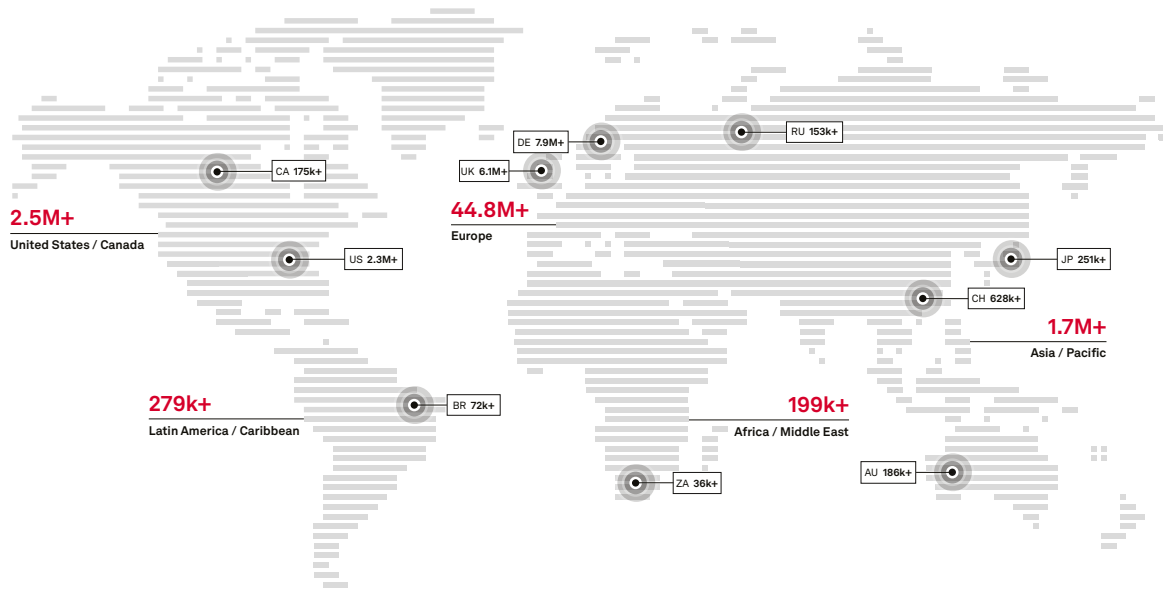 DE 7.9M+
RU 153k+
UK 6.1M+
CA 175k+
2.5M+
United States / Canada
44.8M+
Europe
US 2.3M+
JP 251k+
CH 628k+
1.7M+
Asia / Pacific
279k+
Latin America / Caribbean
BR 72k+
199k+
Africa / Middle East
AU 186k+
ZA 36k+